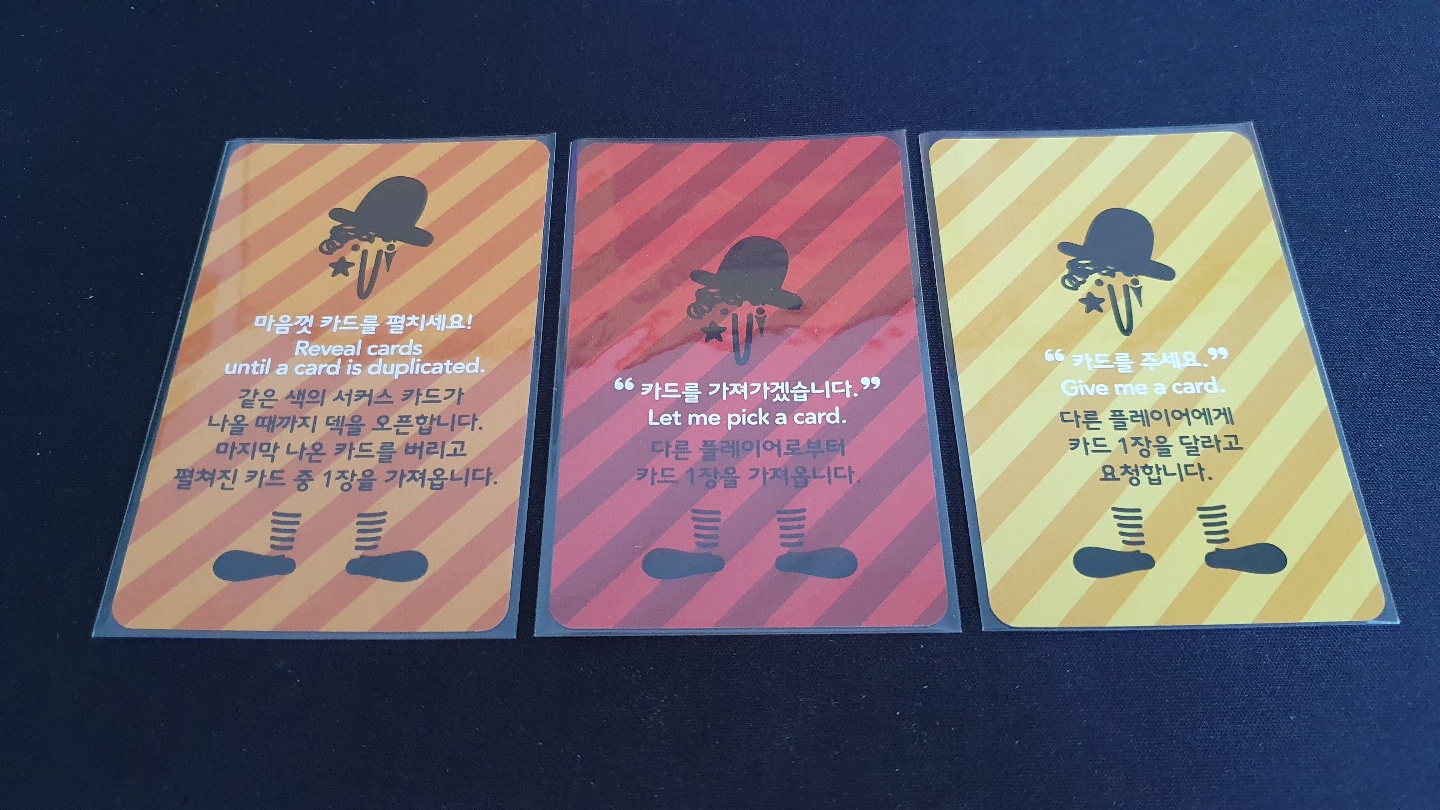 마음껏 카드를 펼치세요!
Reveal cards
until a card is duplicated.
같은 색의 서커스 카드가
나올 때까지 덱을 오픈합니다.
마지막 나온 카드를 버리고
펼쳐진 카드 중 1장을 가져옵니다.
“ 카드를 가져가겠습니다.”
Let me pick a card.
다른 플레이어로부터
카드 1장을 가져옵니다.
“ 카드를 주세요.”
Give me a card.
다른 플레이어에게
카드 1장을 달라고
요청합니다.